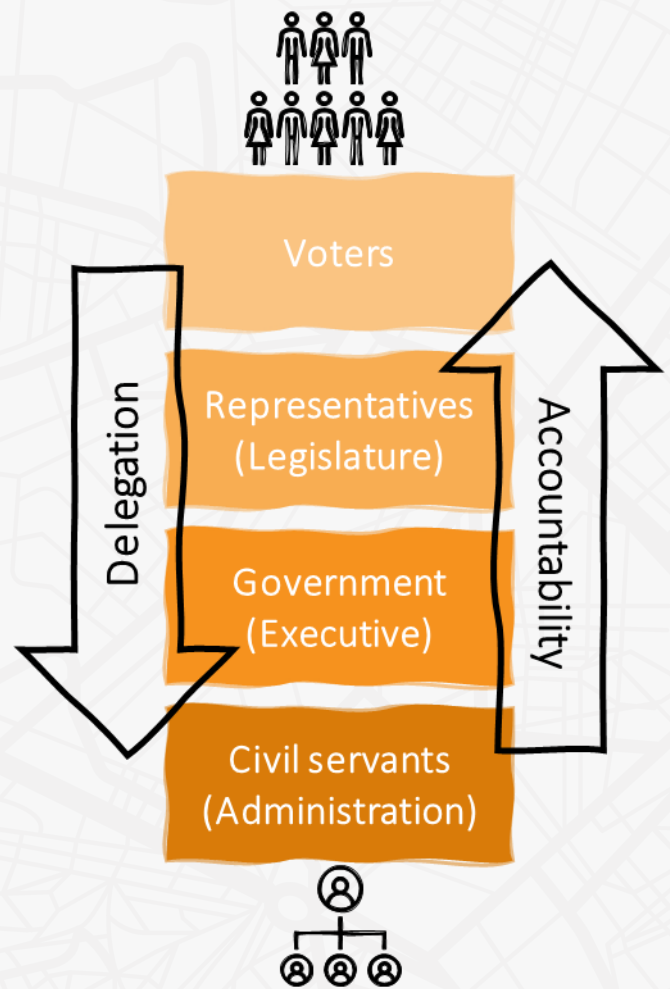 Voters
Delegation
Representatives
(Legislature)
Accountability
Government
(Executive)
Civil servants
(Administration)